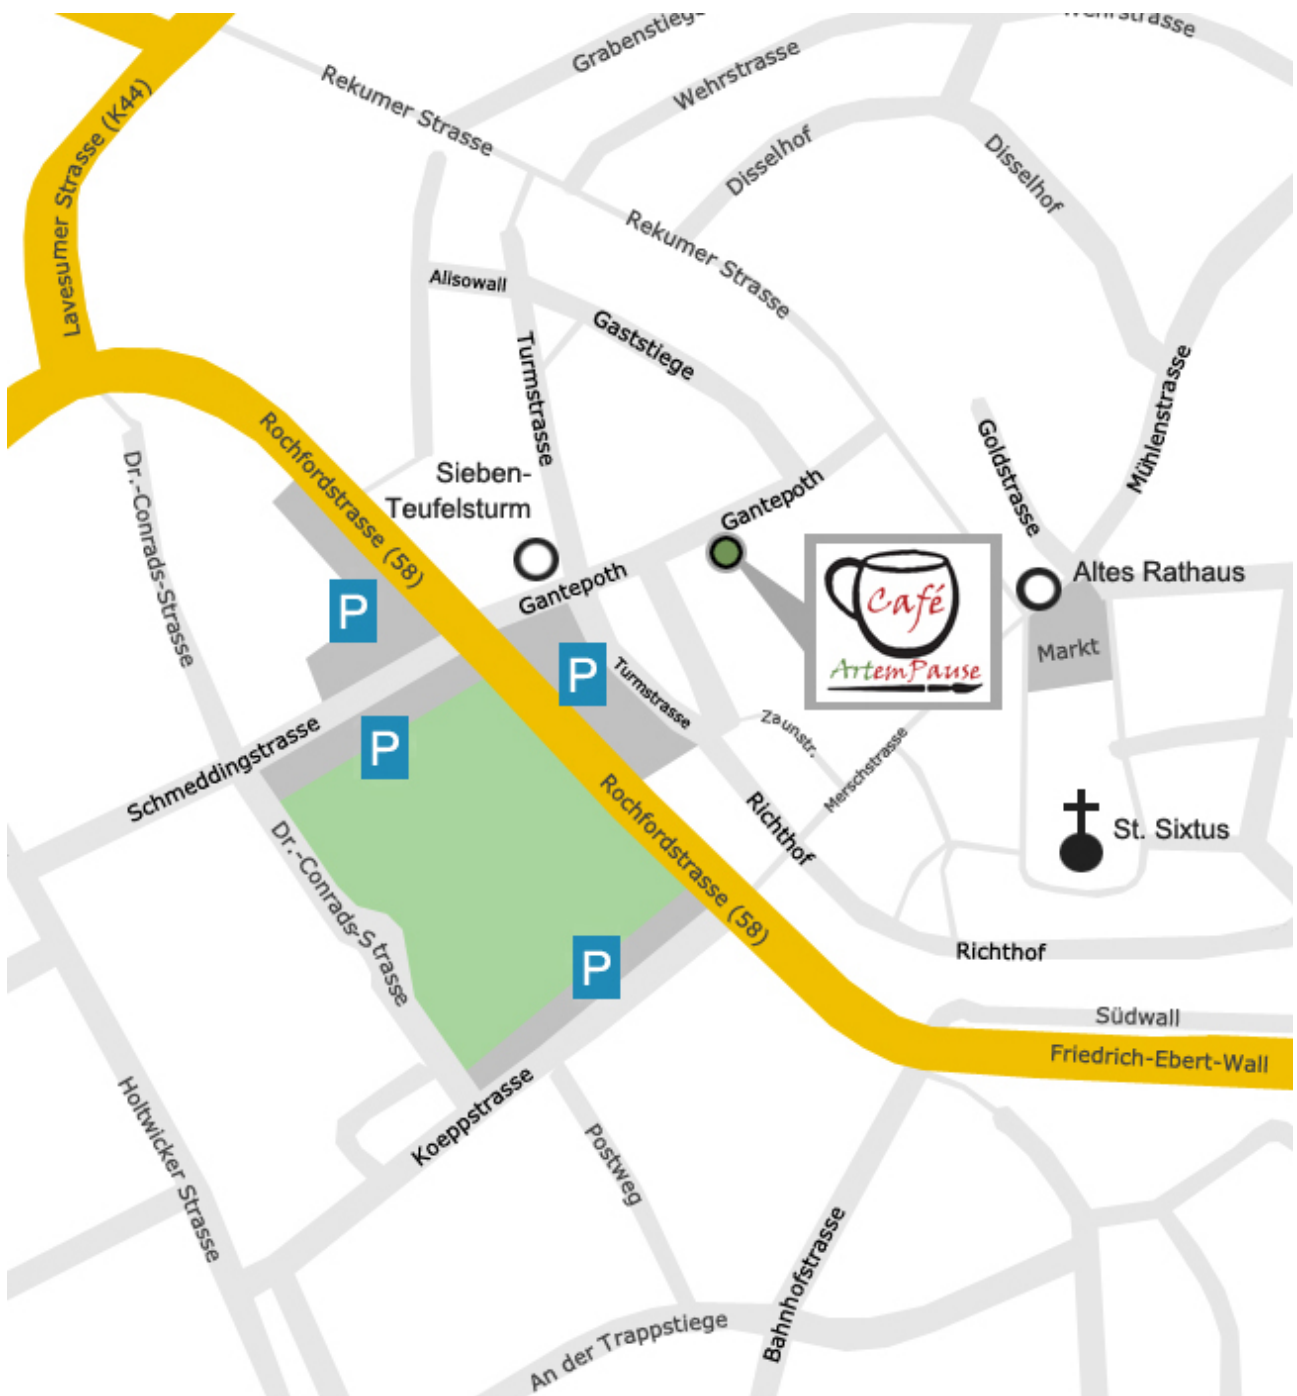 Wehrstrasse
Grabenstiege
Wehrstrasse
Rekumer Strasse
Lavesumer Strasse (K44)
Disselhof
Disselhof
Rekumer Strasse
Alisowall
Gaststiege
Turmstrasse
Mühlenstrasse
Goldstrasse
Rochfordstrasse (58)
Dr.-Conrads-Strasse
Sieben-
Teufelsturm
Gantepoth
Gantepoth
Altes Rathaus
Café
ArtemPause
Markt
P
P
P
Turmstrasse
Zaunstr.
Merschstrasse
Schmeddingstrasse
Rochfordstrasse (58)
Richthof
St. Sixtus
Dr.-Conrads-Strasse
P
Richthof
Südwall
Friedrich-Ebert-Wall
Koeppstrasse
Holtwicker Strasse
Postweg
Bahnhofstrasse
An der Trappstiege